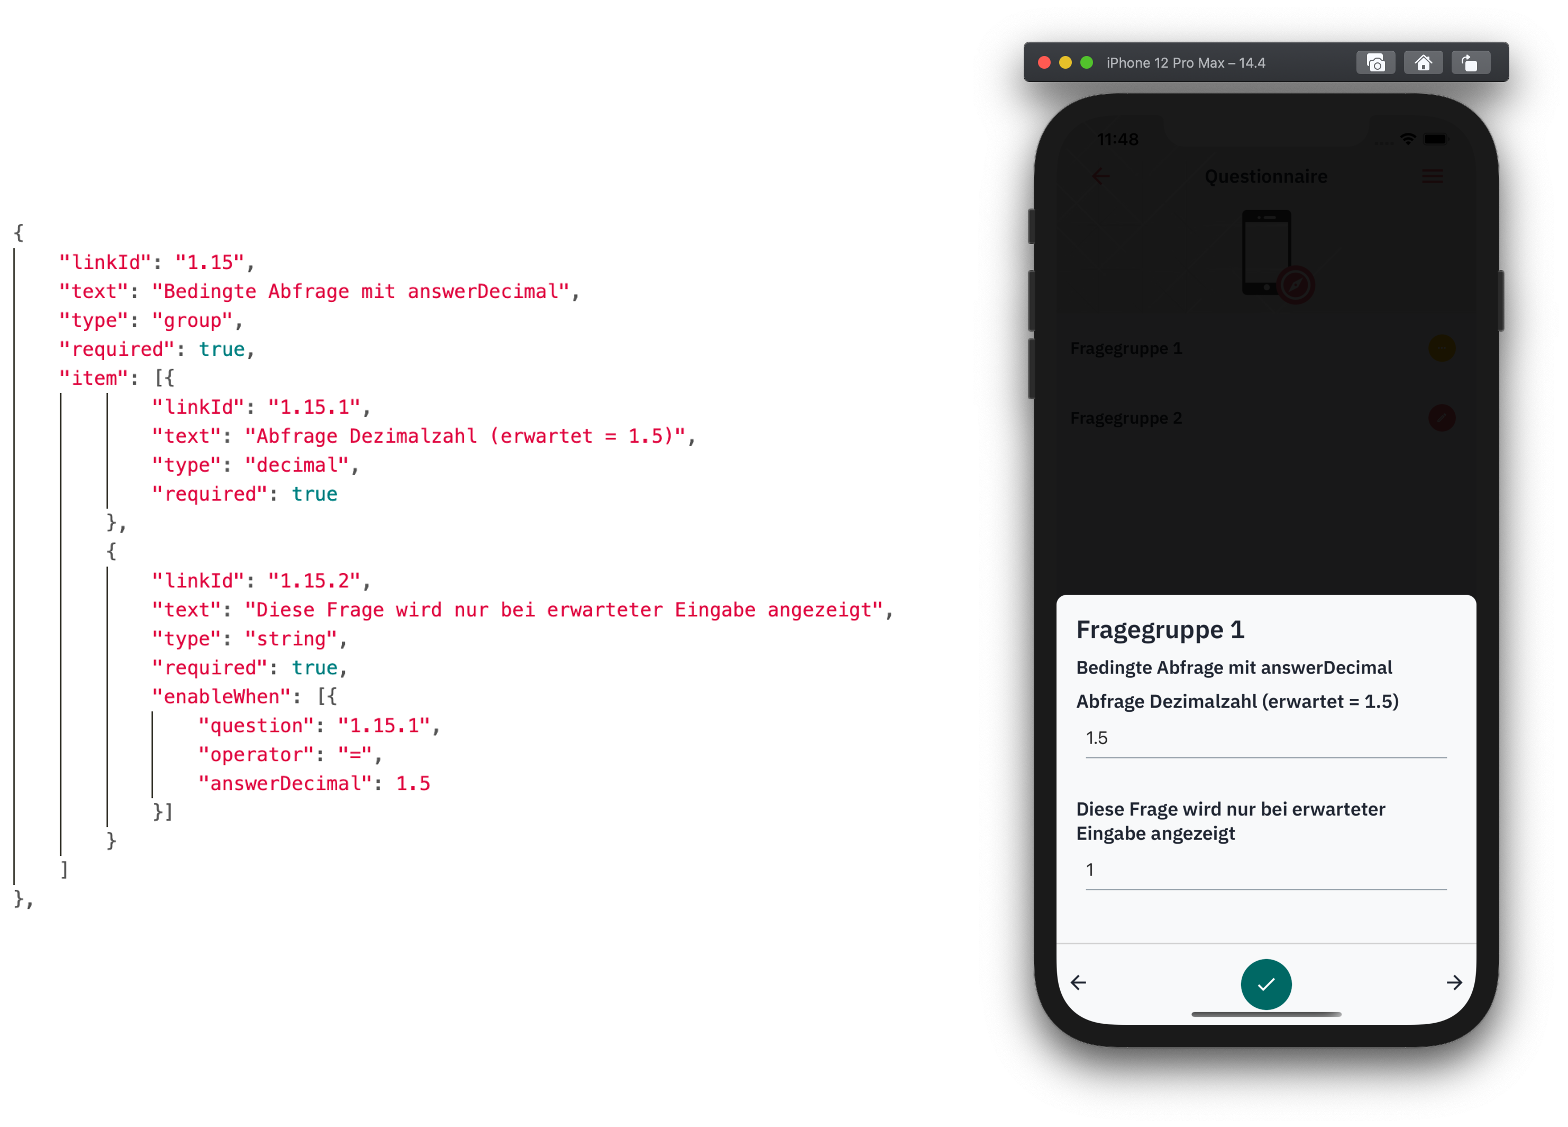 {
"linkId": "1.15",
"text": "Bedingte Abfrage mit answerDecimal",
"type": "group",
"required": true,
"item": [{
"linkId": "1.15.1",
"text": "Abfrage Dezimalzahl (erwartet = 1.5)",
"type": "decimal",
"required": true
},
{
"linkId": "1.15.2",
"text": "Diese Frage wird nur bei erwarteter Eingabe angezeigt",
"type": "string",
"required": true,
"enableWhen": [{
"question": "1.15.1",
"operator": "=",
"answerDecimal": 1.5
}]
}
]
},
iPhone 12 Pro Max – 14.4
11:48
Questionnaire
Fragegruppe 1
Fragegruppe 2
Fragegruppe 1
Bedingte Abfrage mit answerDecimal
Abfrage Dezimalzahl (erwartet = 1.5)
1.5
Diese Frage wird nur bei erwarteter
Eingabe angezeigt
1